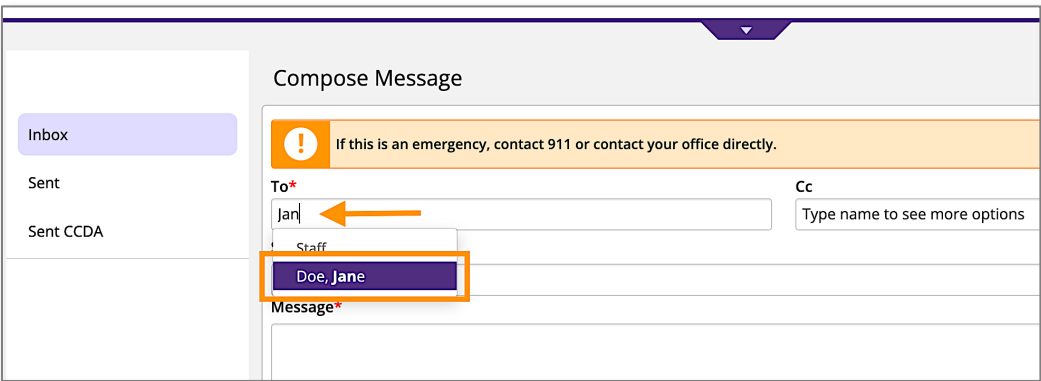 Compose Message
Inbox
Sent
Sent CCDA
If this is an emergency, contact 911 or contact your office directly.
To*
Cc
Jan
Type name to see more options
Staff
Doe, Jane
Message*